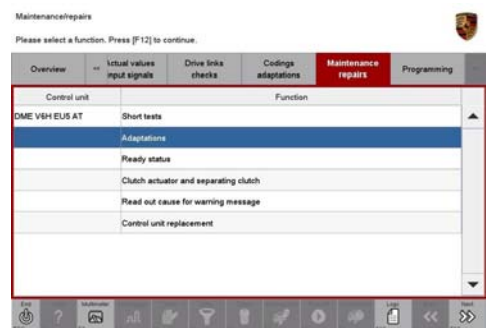 Maintenance/repairs
Please select a function. Press [F12] to continue.
Overview
Actual values input signals
Drive links checks
Codings adaptations
Maintenance repairs
Programming
Control unit Function
DME V6H EU5 AT Short tests
Adaptations
Ready status
Clutch actuator and separating clutch
Read out cause for warning message
Control unit replacement
Exit Multimeter Logo Next